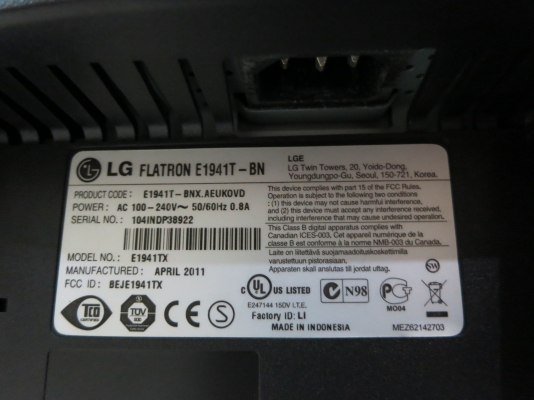 LG FLATRON E1941T-BN
LGE
LG Twin Towers, 20, Yoido-Dong,
Youngdungpo-Gu, Seoul, 150-721, Korea.
PRODUCT CODE : E1941T-BNX.AEUKOVD
POWER : AC 100-240V~ 50/60Hz 0.8A
SERIAL NO. : 104INDP38922
This device complies with part 15 of the FCC Rules.
Operation is subject to the following two conditions
: (1) this device may not cause harmful interference,
and (2) this device must accept any interference received,
including interference that may cause undesired operation.
This Class B digital apparatus complies with
Canadian ICES-003. Cet appareil numérique de la
classe B est conforme à la norme NMB-003 du Canada.
Laite on liitettävä suojamaadoituskoskettimilla
varustettuun pistorasiaan.
Apparaten skall anslutas till jordat uttag.
MODEL NO. : E1941TX
MANUFACTURED : APRIL 2011
FCC ID : BEJE1941TX
TCO
CERTIFIED
TÜV
CE
S
C UL US LISTED
E247144 15DV I.T.E.
N98
MO04
Factory ID: LI
MADE IN INDONESIA
MEZ62142703